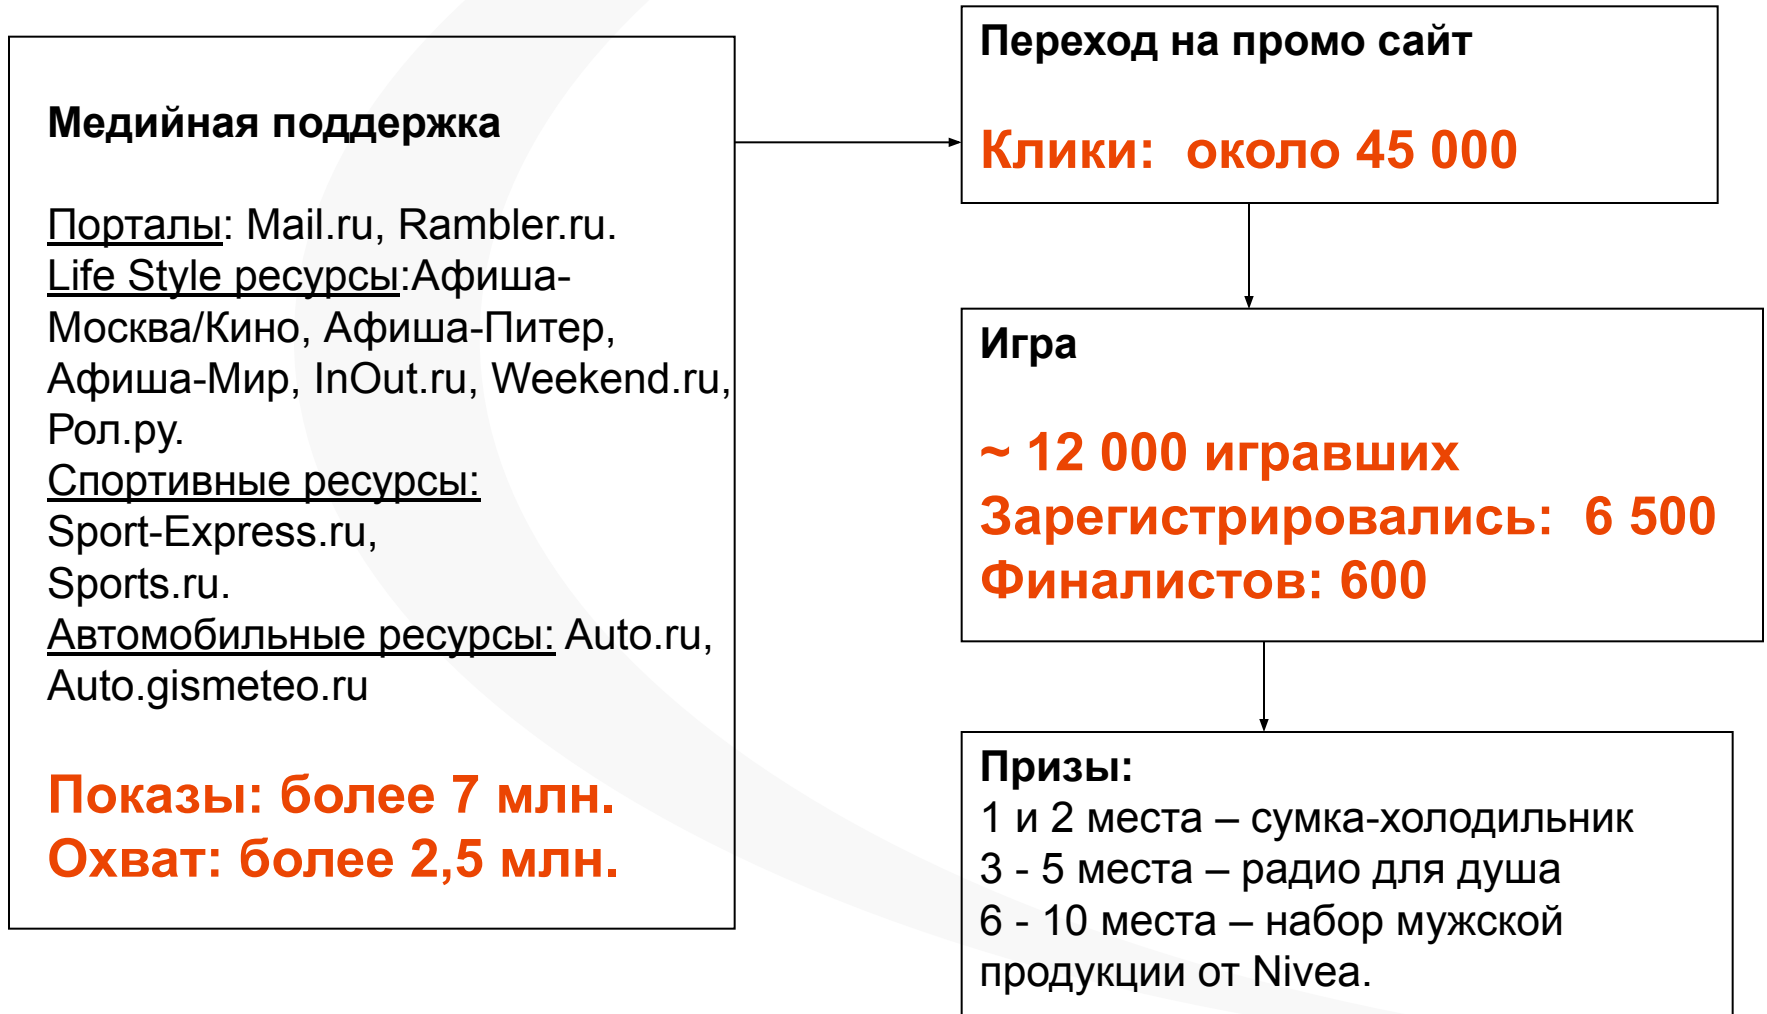 Медийная поддержка
Порталы: Mail.ru, Rambler.ru.
Life Style ресурсы:Афиша-
Москва/Кино, Афиша-Питер,
Афиша-Мир, InOut.ru, Weekend.ru,
Рол.ру.
Спортивные ресурсы:
Sport-Express.ru,
Sports.ru.
Автомобильные ресурсы: Auto.ru,
Auto.gismeteo.ru
Показы: более 7 млн.
Охват: более 2,5 млн.
Переход на промо сайт
Клики: около 45 000
Игра
~ 12 000 игравших
Зарегистрировались: 6 500
Финалистов: 600
Призы:
1 и 2 места – сумка-холодильник
3 - 5 места – радио для душа
6 - 10 места – набор мужской
продукции от Nivea.